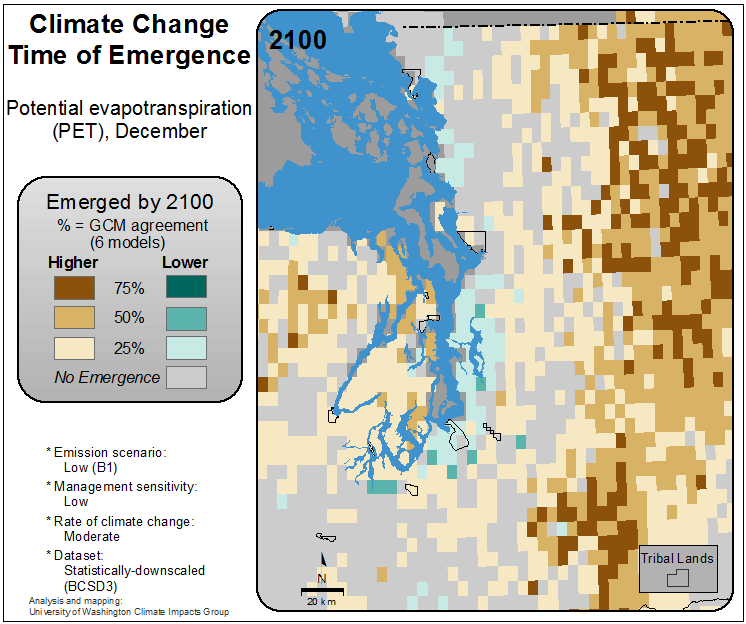 Climate Change
Time of Emergence
Potential evapotranspiration
(PET), December
Emerged by 2100
% = GCM agreement
(6 models)
Higher Lower
75%
50%
25%
No Emergence
* Emission scenario:
Low (B1)
* Management sensitivity:
Low
* Rate of climate change:
Moderate
* Dataset:
Statistically-downscaled
(BCSD3)
Analysis and mapping:
University of Washington Climate Impacts Group
2100
N
20 km
Tribal Lands